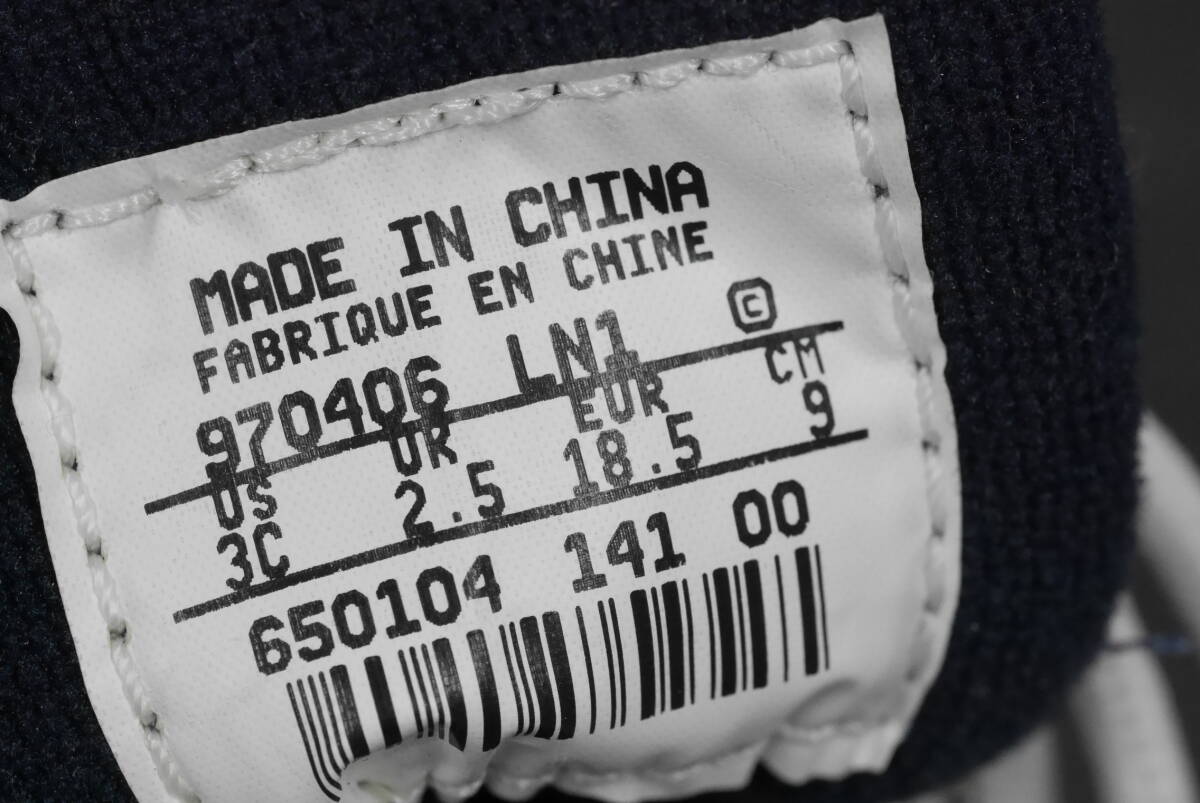 MADE IN CHINA
FABRIQUE EN CHINE
©
970406 LN1
US UK EUR CM
3C 2.5 18.5 9
650104 141 00